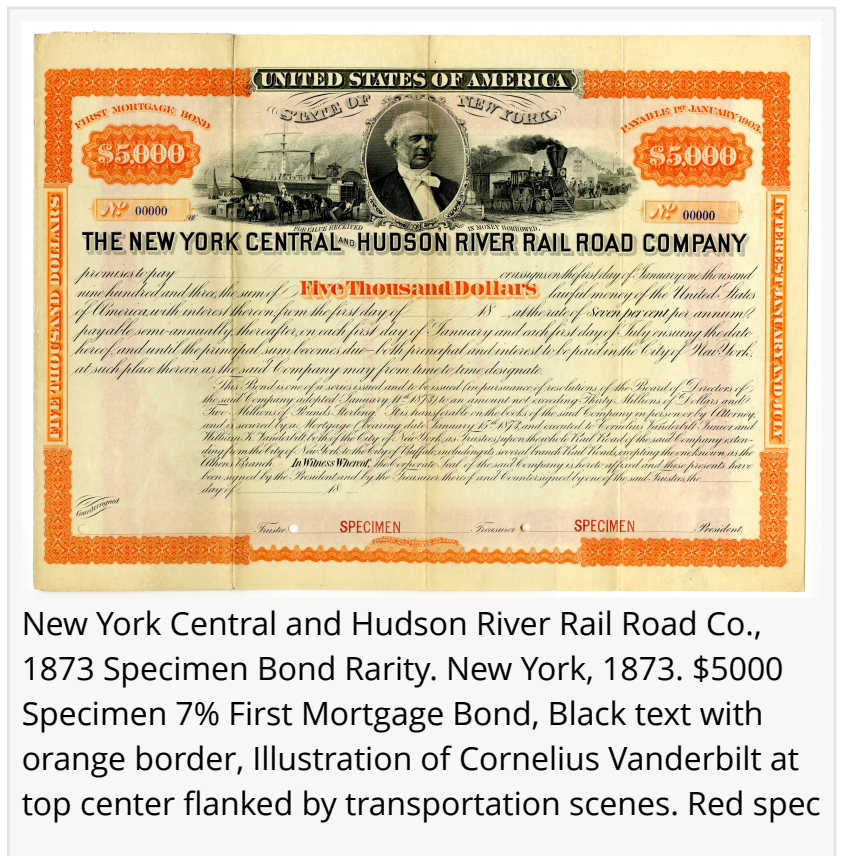 UNITED STATES OF AMERICA
STATE OF NEW YORK.
FIRST MORTGAGE BOND
PAYABLE 1ST JANUARY 1903.
$5,000
$5,000
No 00000
No 00000
FOR VALUE RECEIVED IN MONEY BORROWED,
THE NEW YORK CENTRAL AND HUDSON RIVER RAIL ROAD COMPANY
FIVE THOUSAND DOLLARS
INTEREST JANUARY AND JULY
promises to pay or assigns on the first day of January one thousand
nine hundred and three, the sum of Five Thousand Dollars lawful money of the United States
of America, with interest thereon, from the first day of 18 , at the rate of seven per cent per annum,
payable semi-annually thereafter, on each first day of January and each first day of July ensuing the date
hereof, and until the principal sum becomes due—both principal and interest to be paid in the City of New York,
at such place therein as the said Company may from time to time designate.
This Bond is one of a series issued and to be issued (in pursuance of resolutions of the Board of Directors of
the said Company adopted January 11th 1873) to an amount not exceeding Thirty Millions of Dollars and
Two Millions of Pounds Sterling. It is transferable on the books of the said Company in person or by Attorney
and is secured by a Mortgage bearing date January 15th 1873, and executed to Cornelius Vanderbilt Junior and
William K. Vanderbilt, both of the City of New York, as Trustees, upon the whole Rail Road of the said Company exten-
ding from the City of New York to the City of Buffalo, including its several branch Rail Roads, excepting the one known as the
Athens Branch. In Witness Whereof, the Corporate Seal of the said Company is hereto affixed and these presents have
been signed by the President and by the Treasurer thereof and Countersigned by one of the said Trustees, the
day of 18
Countersigned
Trustee. SPECIMEN Treasurer SPECIMEN President.
New York Central and Hudson River Rail Road Co.,
1873 Specimen Bond Rarity. New York, 1873. $5000
Specimen 7% First Mortgage Bond, Black text with
orange border, Illustration of Cornelius Vanderbilt at
top center flanked by transportation scenes. Red spec